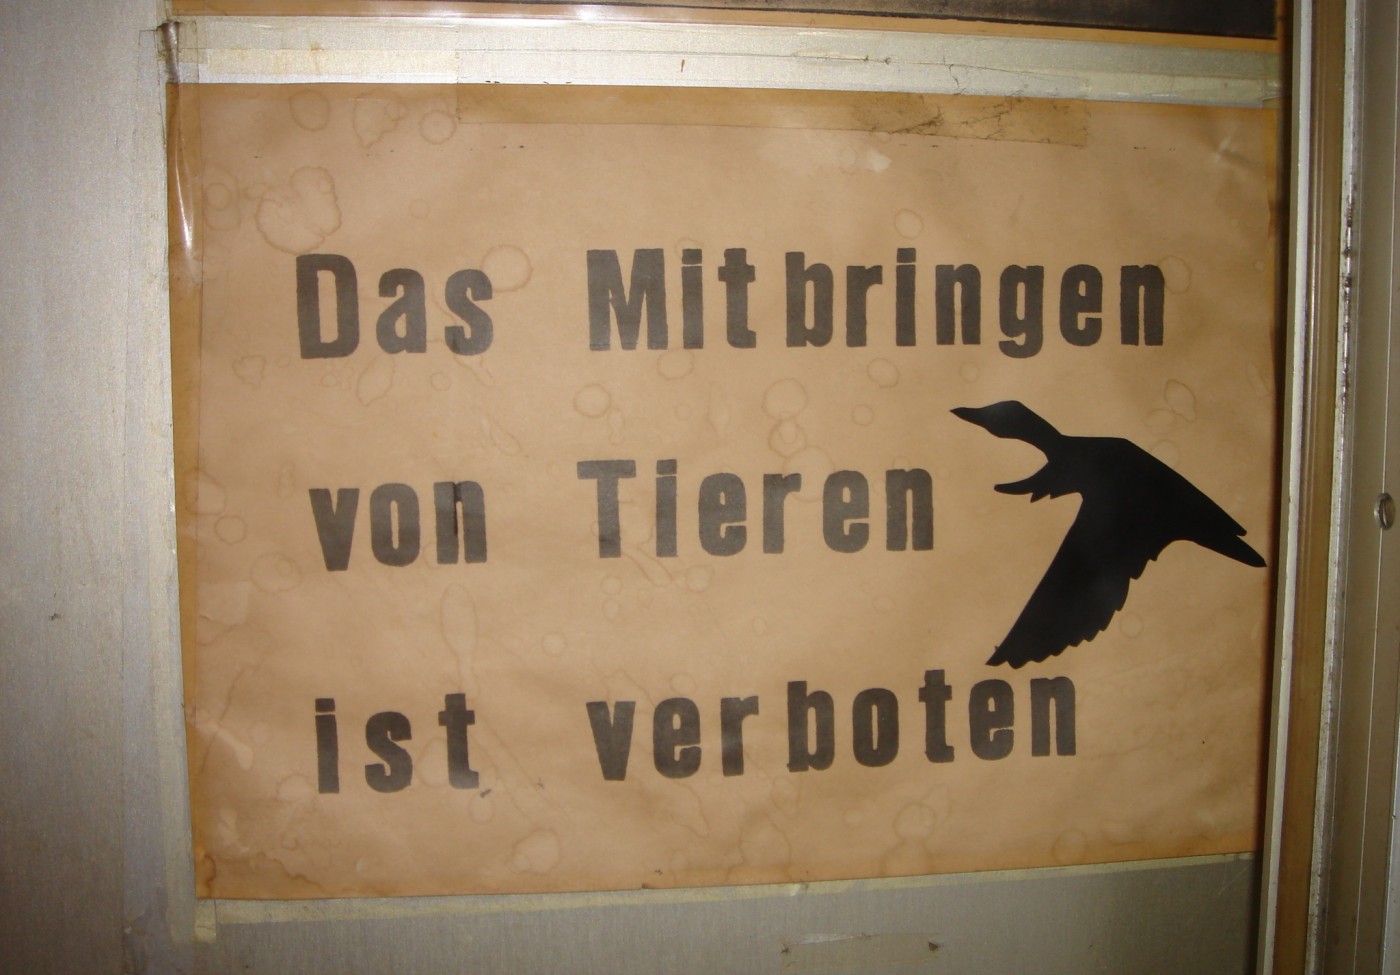 Das Mitbringen
von Tieren
ist verboten